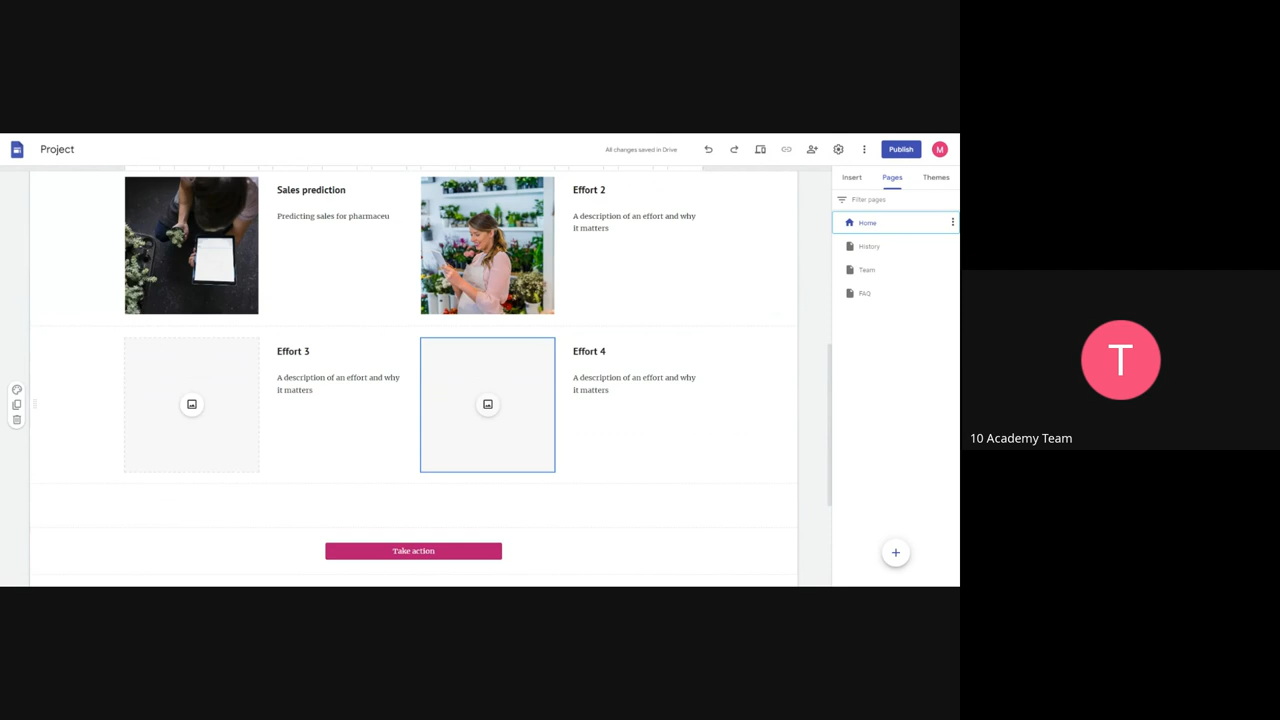 Project
All changes saved in Drive
Publish
M
Insert
Pages
Themes
Filter pages
Home
History
Team
FAQ
Sales prediction
Predicting sales for pharmaceu
Effort 2
A description of an effort and why
it matters
Effort 3
A description of an effort and why
it matters
Effort 4
A description of an effort and why
it matters
Take action
T
10 Academy Team